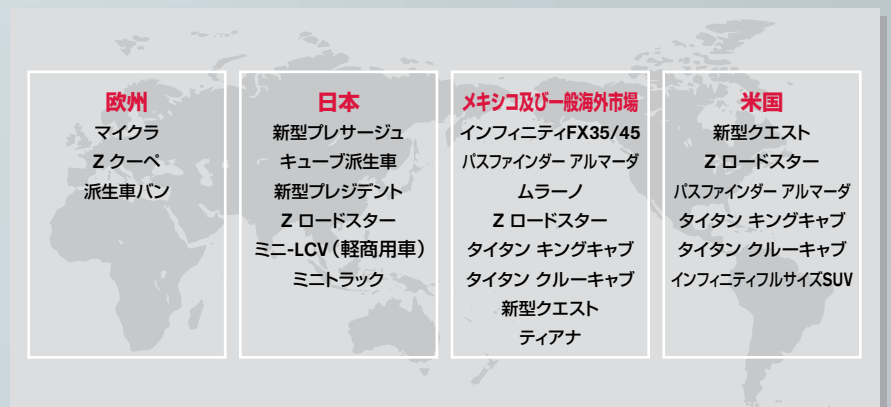 欧州
マイクラ
Z クーペ
派生車バン
日本
新型プレサージュ
キューブ派生車
新型プレジデント
Z ロードスター
ミニ-LCV（軽商用車）
ミニトラック
メキシコ及び一般海外市場
インフィニティFX35/45
パスファインダー アルマーダ
ムラーノ
Z ロードスター
タイタン キングキャブ
タイタン クルーキャブ
新型クエスト
ティアナ
米国
新型クエスト
Z ロードスター
パスファインダー アルマーダ
タイタン キングキャブ
タイタン クルーキャブ
インフィニティフルサイズSUV